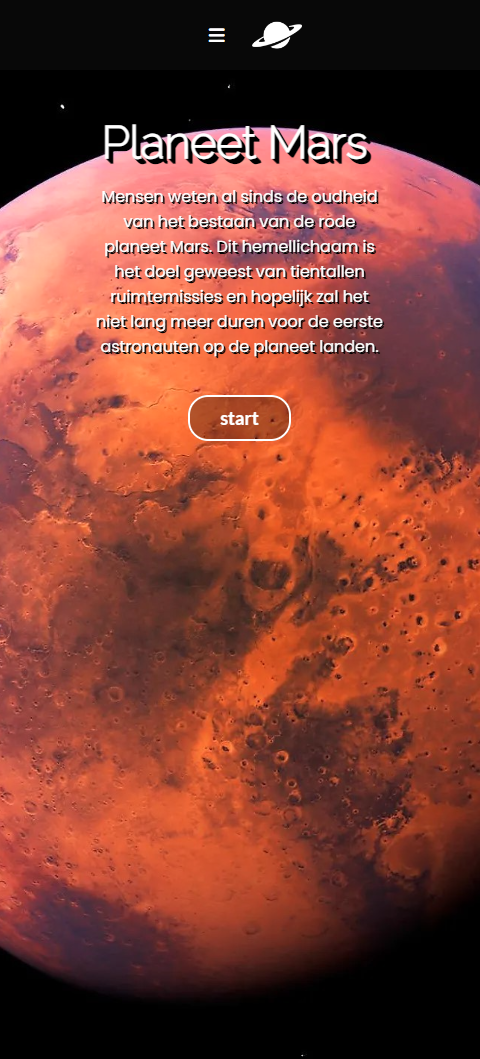 Planeet Mars
Mensen weten al sinds de oudheid
van het bestaan van de rode
planeet Mars. Dit hemellichaam is
het doel geweest van tientallen
ruimtemissies en hopelijk zal het
niet lang meer duren voor de eerste
astronauten op de planeet landen.
start